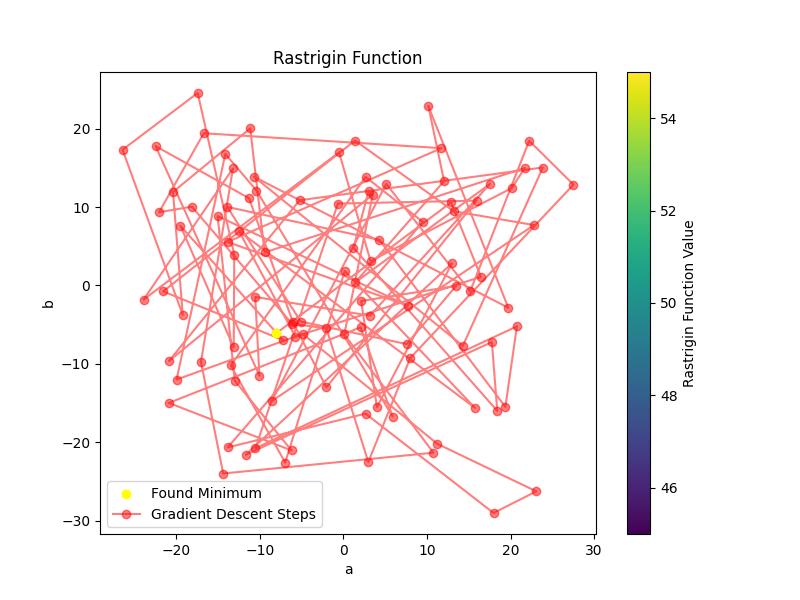 Rastrigin Function
20
10
0
−10
−20
−30
b
−20
−10
0
10
20
30
a
Found Minimum
Gradient Descent Steps
54
52
50
48
46
Rastrigin Function Value